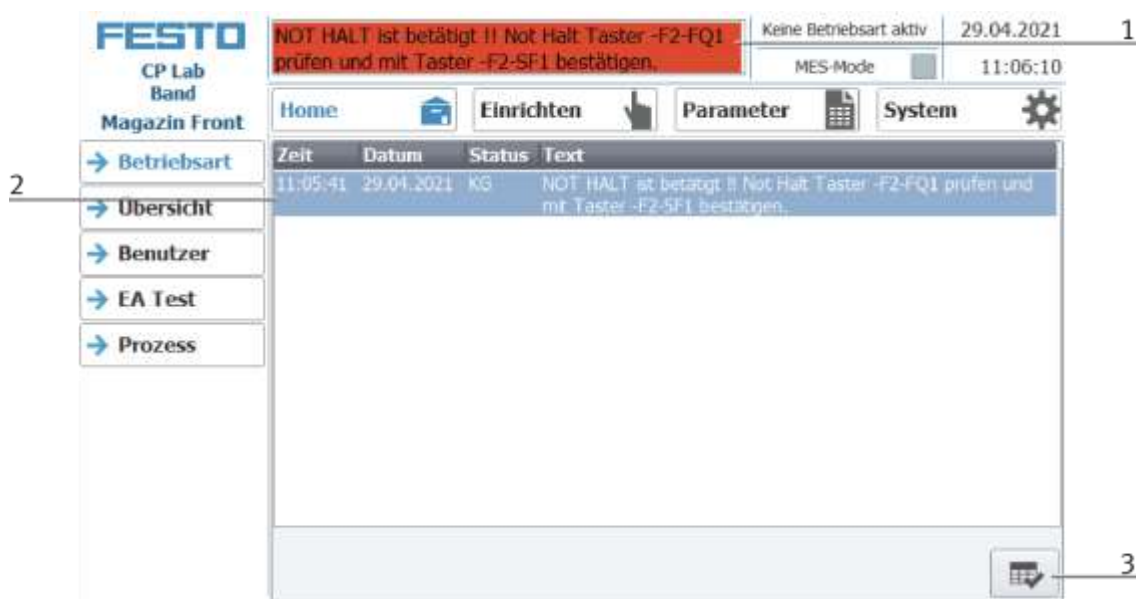 FESTO
CP Lab
Band
Magazin Front
NOT HALT ist betätigt !! Not Halt Taster -F2-FQ1
prüfen und mit Taster -F2-SF1 bestätigen.
Keine Betriebsart aktiv
MES-Mode
29.04.2021
11:06:10
1
Home
Einrichten
Parameter
System
Betriebsart
Übersicht
Benutzer
EA Test
Prozess
2
Zeit Datum Status Text
11:05:41 29.04.2021 KG NOT HALT ist betätigt !! Not Halt Taster -F2-FQ1 prüfen und
mit Taster -F2-SF1 bestätigen.
3